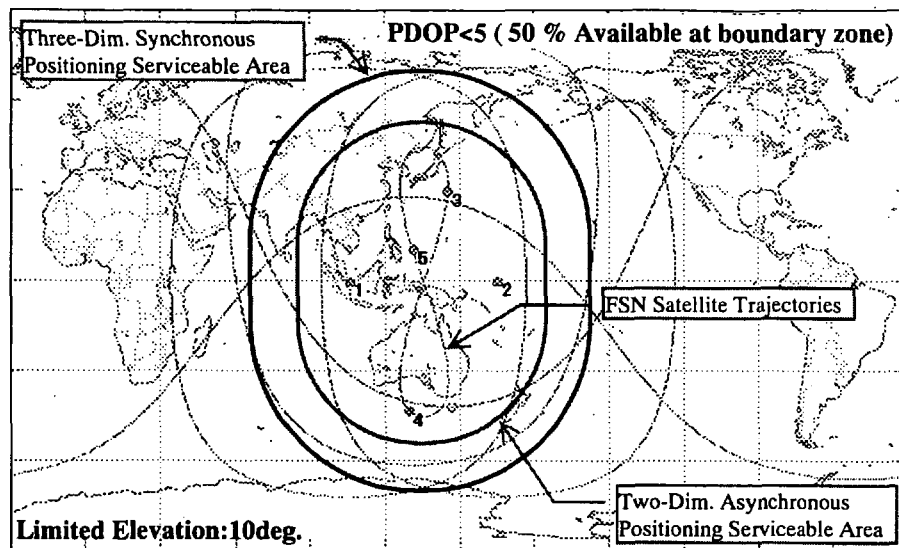 Three-Dim. Synchronous
Positioning Serviceable Area
PDOP<5 ( 50 % Available at boundary zone)
3
5
1
2
FSN Satellite Trajectories
4
Two-Dim. Asynchronous
Positioning Serviceable Area
Limited Elevation:10deg.